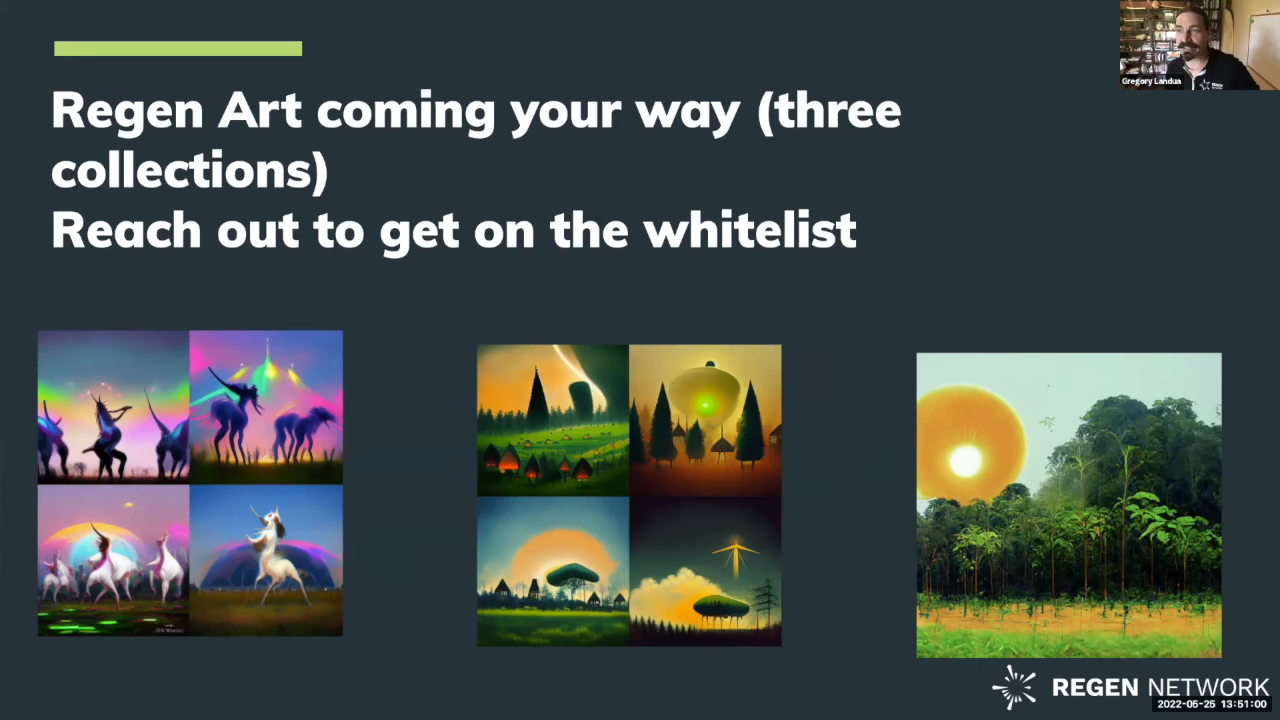 Gregory Landua
Regen Art coming your way (three
collections)
Reach out to get on the whitelist
REGEN NETWORK
2022-05-25 13:51:00